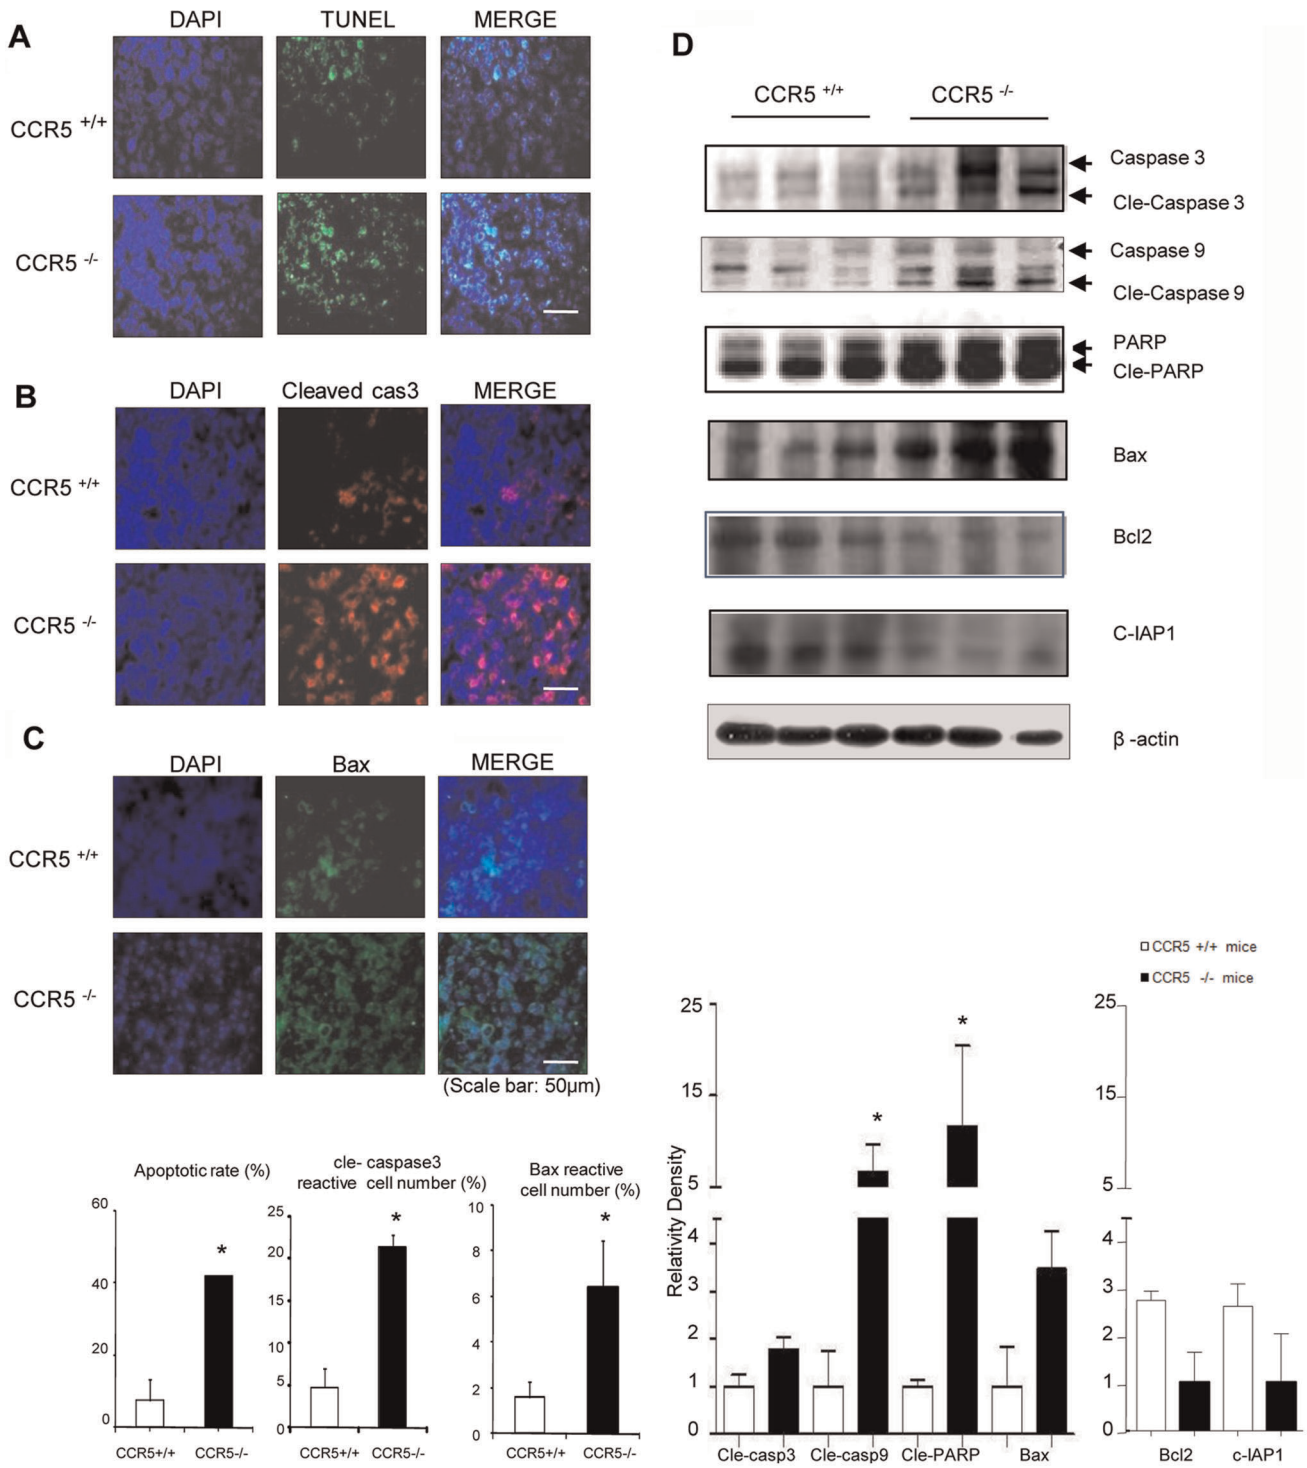 A
DAPI TUNEL MERGE
CCR5 +/+
CCR5 -/-
B
DAPI Cleaved cas3 MERGE
CCR5 +/+
CCR5 -/-
C
DAPI Bax MERGE
CCR5 +/+
CCR5 -/-
(Scale bar: 50µm)
Apoptotic rate (%)
60
40
20
0
CCR5+/+ CCR5-/-
*
cle- caspase3
reactive cell number (%)
25
20
15
10
5
0
CCR5+/+ CCR5-/-
*
Bax reactive
cell number (%)
10
8
6
4
2
0
CCR5+/+ CCR5-/-
*
D
CCR5 +/+ CCR5 -/-
Caspase 3
Cle-Caspase 3
Caspase 9
Cle-Caspase 9
PARP
Cle-PARP
Bax
Bcl2
C-IAP1
β -actin
CCR5 +/+ mice
CCR5 -/- mice
Relativity Density
25
15
5
4
3
2
1
0
*
*
Cle-casp3 Cle-casp9 Cle-PARP Bax
25
15
5
4
3
2
1
0
Bcl2 c-IAP1